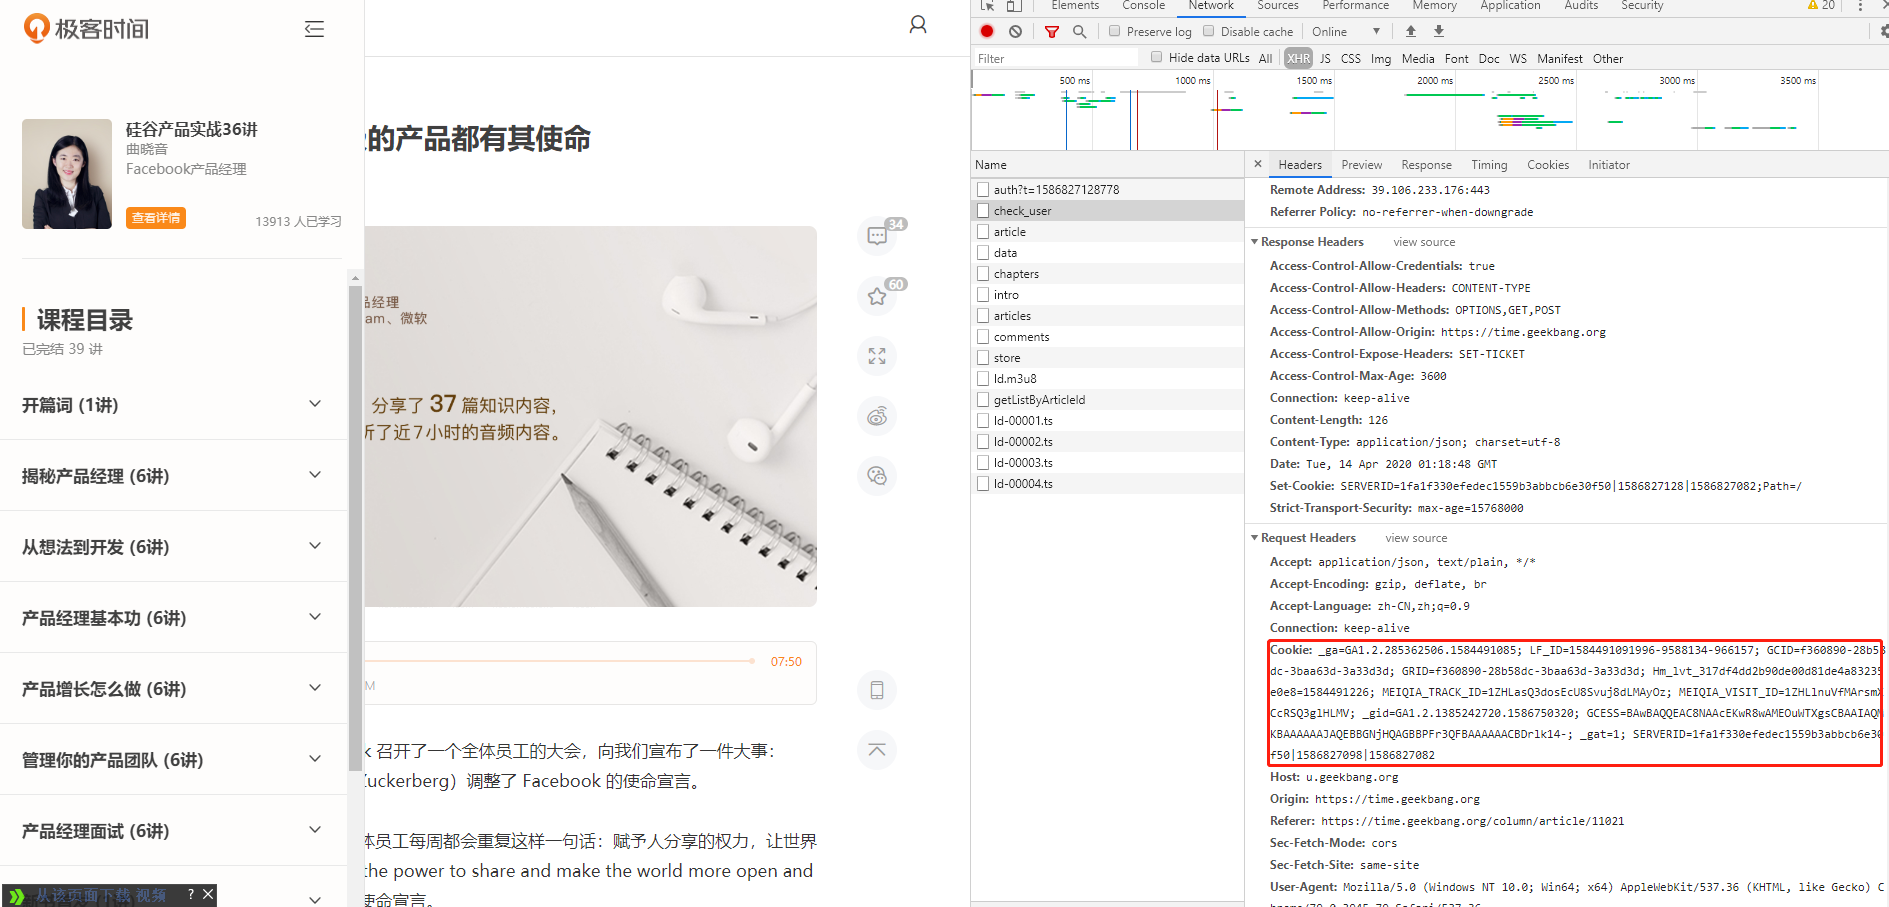 极客时间
硅谷产品实战36讲
曲晓音
Facebook产品经理
查看详情
13913 人已学习
课程目录
已完结 39 讲
开篇词 (1讲)
揭秘产品经理 (6讲)
从想法到开发 (6讲)
产品经理基本功 (6讲)
产品增长怎么做 (6讲)
管理你的产品团队 (6讲)
产品经理面试 (6讲)
从该页面下载 视频 ? ×
的产品都有其使命
品经理
am、微软
分享了 37 篇知识内容，
听了近7小时的音频内容。
34
60
07:50
M
k 召开了一个全体员工的大会，向我们宣布了一件大事：
Zuckerberg）调整了 Facebook 的使命宣言。
体员工每周都会重复这样一句话：赋予人分享的权力，让世界
the power to share and make the world more open and
使命宣言。
Elements Console Network Sources Performance Memory Application Audits Security 20
Preserve log Disable cache Online
Filter Hide data URLs All XHR JS CSS Img Media Font Doc WS Manifest Other
500 ms 1000 ms 1500 ms 2000 ms 2500 ms 3000 ms 3500 ms
Name
auth?t=1586827128778
check_user
article
data
chapters
intro
articles
comments
store
ld.m3u8
getListByArticleId
ld-00001.ts
ld-00002.ts
ld-00003.ts
ld-00004.ts
× Headers Preview Response Timing Cookies Initiator
Remote Address: 39.106.233.176:443
Referrer Policy: no-referrer-when-downgrade
Response Headers view source
Access-Control-Allow-Credentials: true
Access-Control-Allow-Headers: CONTENT-TYPE
Access-Control-Allow-Methods: OPTIONS,GET,POST
Access-Control-Allow-Origin: https://time.geekbang.org
Access-Control-Expose-Headers: SET-TICKET
Access-Control-Max-Age: 3600
Connection: keep-alive
Content-Length: 126
Content-Type: application/json; charset=utf-8
Date: Tue, 14 Apr 2020 01:18:48 GMT
Set-Cookie: SERVERID=1fa1f330efedec1559b3abbcb6e30f50|1586827128|1586827082;Path=/
Strict-Transport-Security: max-age=15768000
Request Headers view source
Accept: application/json, text/plain, */*
Accept-Encoding: gzip, deflate, br
Accept-Language: zh-CN,zh;q=0.9
Connection: keep-alive
Cookie: _ga=GA1.2.285362506.1584491085; LF_ID=1584491091996-9588134-966157; GCID=f360890-28b58
dc-3baa63d-3a33d3d; GRID=f360890-28b58dc-3baa63d-3a33d3d; Hm_lvt_317df4dd2b90de00d81de4a83235
e0e8=1584491226; MEIQIA_TRACK_ID=1ZHLasQ3dosEcU8Svuj8dLMAyOz; MEIQIA_VISIT_ID=1ZHLlnuVfMArsmX
CcRSQ3glHLMV; _gid=GA1.2.1385242720.1586750320; GCESS=BAwBAQQEAC8NAAcEKwR8wAMEOuWTXgsCBAAIAQM
KBAAAAAAJAQEBBGNjHQAGBBPFr3QFBAAAAAACBDrlk14-; _gat=1; SERVERID=1fa1f330efedec1559b3abbcb6e30
f50|1586827098|1586827082
Host: u.geekbang.org
Origin: https://time.geekbang.org
Referer: https://time.geekbang.org/column/article/11021
Sec-Fetch-Mode: cors
Sec-Fetch-Site: same-site
User-Agent: Mozilla/5.0 (Windows NT 10.0; Win64; x64) AppleWebKit/537.36 (KHTML, like Gecko) C